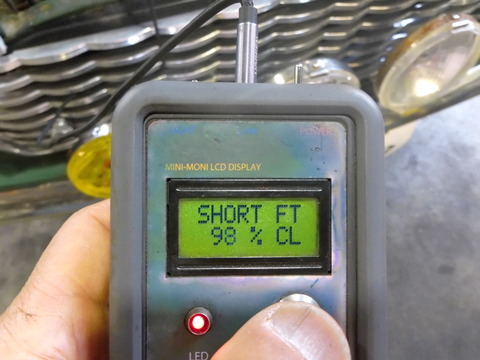 MINI-MONI LCD DISPLAY
SHORT FT
98 % CL
LED